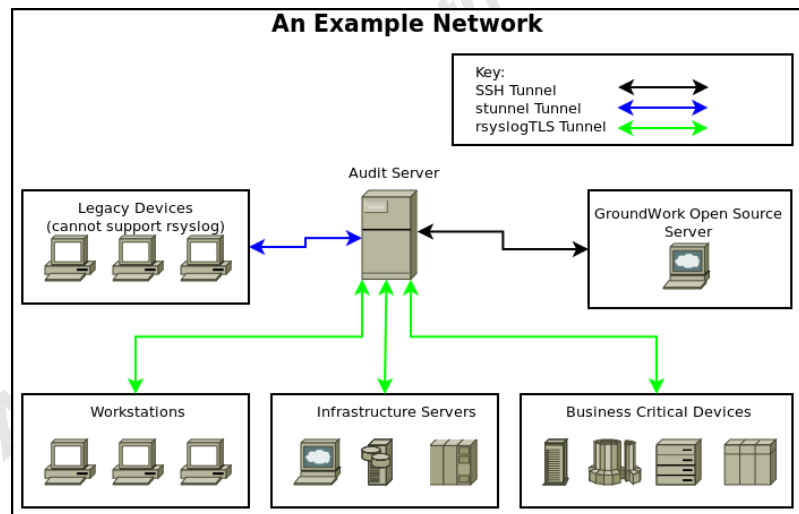 An Example Network
Key:
SSH Tunnel
stunnel Tunnel
rsyslogTLS Tunnel
Audit Server
Legacy Devices
(cannot support rsyslog)
GroundWork Open Source
Server
Workstations
Infrastructure Servers
Business Critical Devices